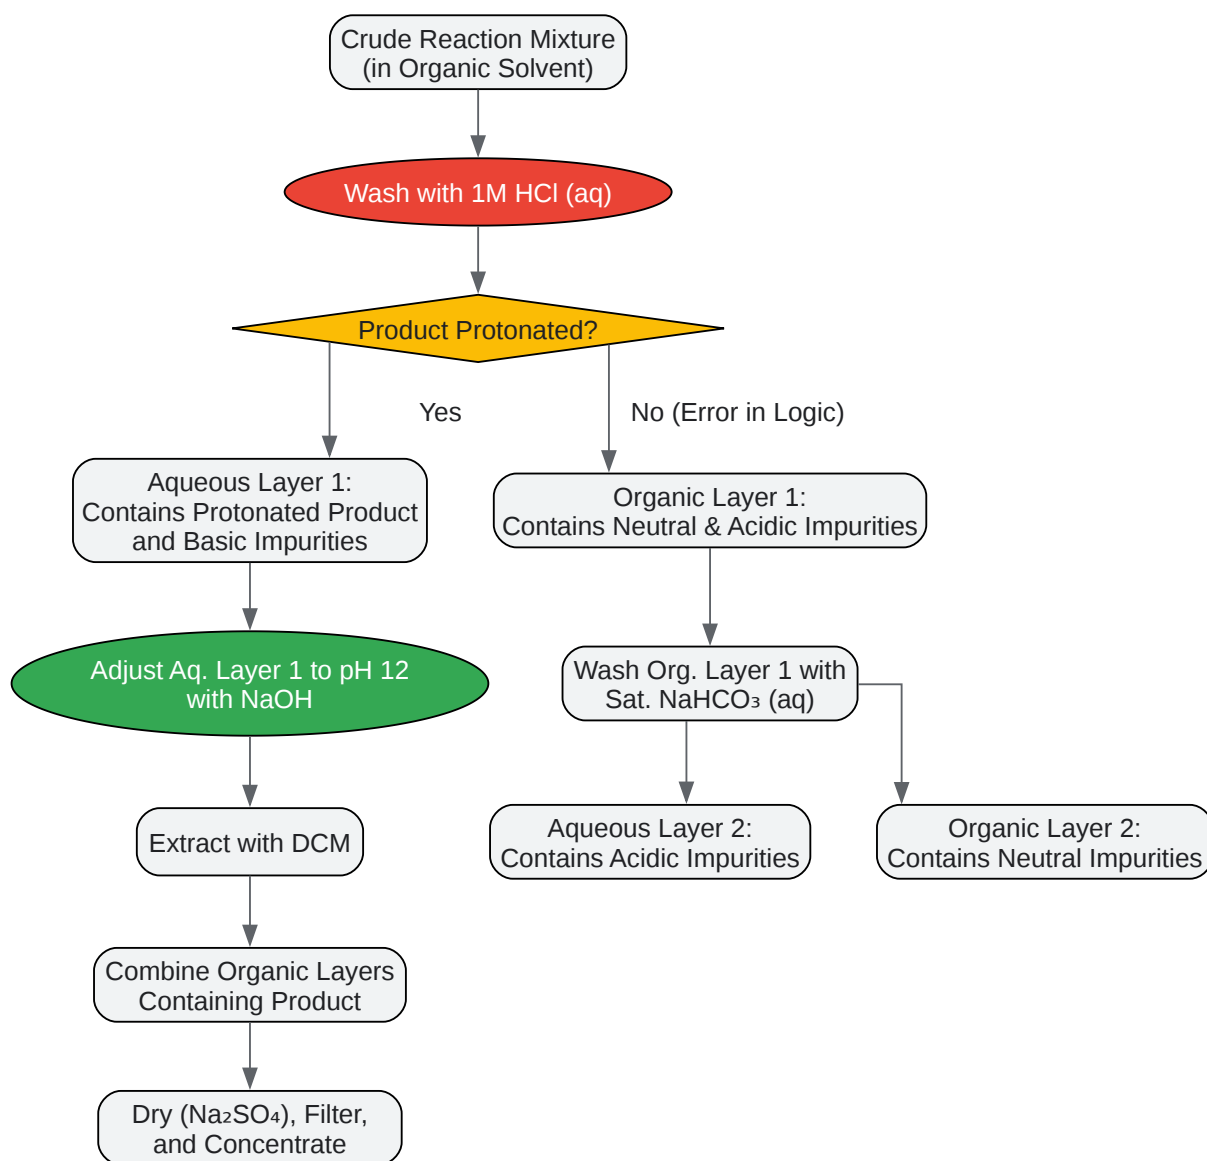 Crude Reaction Mixture
(in Organic Solvent)
Wash with 1M HCl (aq)
Product Protonated?
Yes
No (Error in Logic)
Aqueous Layer 1:
Contains Protonated Product
and Basic Impurities
Organic Layer 1:
Contains Neutral & Acidic Impurities
Adjust Aq. Layer 1 to pH 12
with NaOH
Wash Org. Layer 1 with
Sat. NaHCO₃ (aq)
Extract with DCM
Aqueous Layer 2:
Contains Acidic Impurities
Organic Layer 2:
Contains Neutral Impurities
Combine Organic Layers
Containing Product
Dry (Na₂SO₄), Filter,
and Concentrate